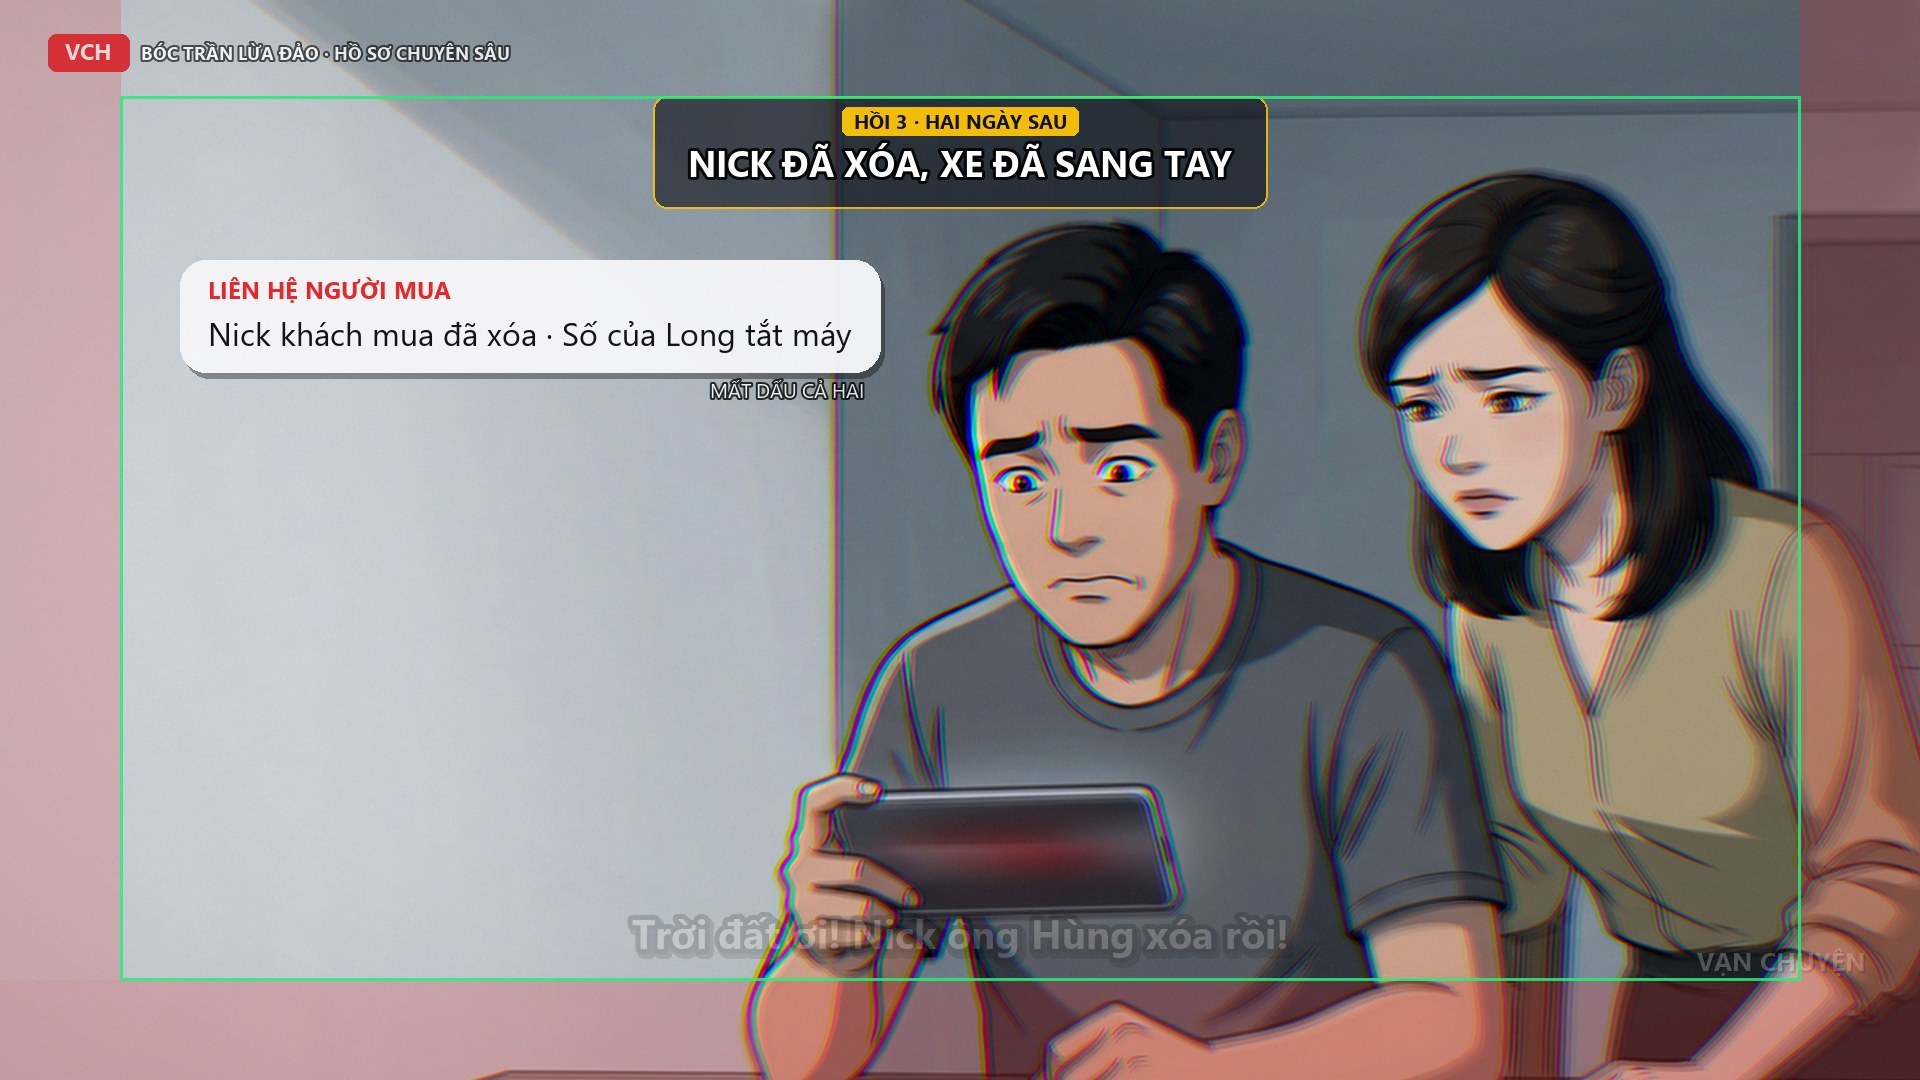 VCH
BÓC TRẦN LỪA ĐẢO · HỒ SƠ CHUYÊN SÂU
HỒI 3 · HAI NGÀY SAU
NICK ĐÃ XÓA, XE ĐÃ SANG TAY
LIÊN HỆ NGƯỜI MUA
Nick khách mua đã xóa · Số của Long tắt máy
MẤT DẤU CẢ HAI
Trời đất ơi! Nick ông Hùng xóa rồi!
VẠN CHUYỆN